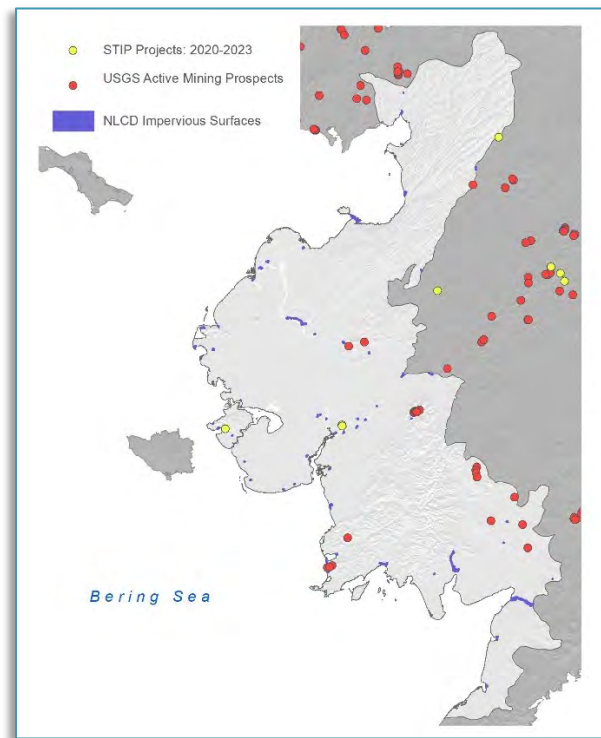 STIP Projects: 2020-2023
USGS Active Mining Prospects
NLCD Impervious Surfaces
Bering Sea